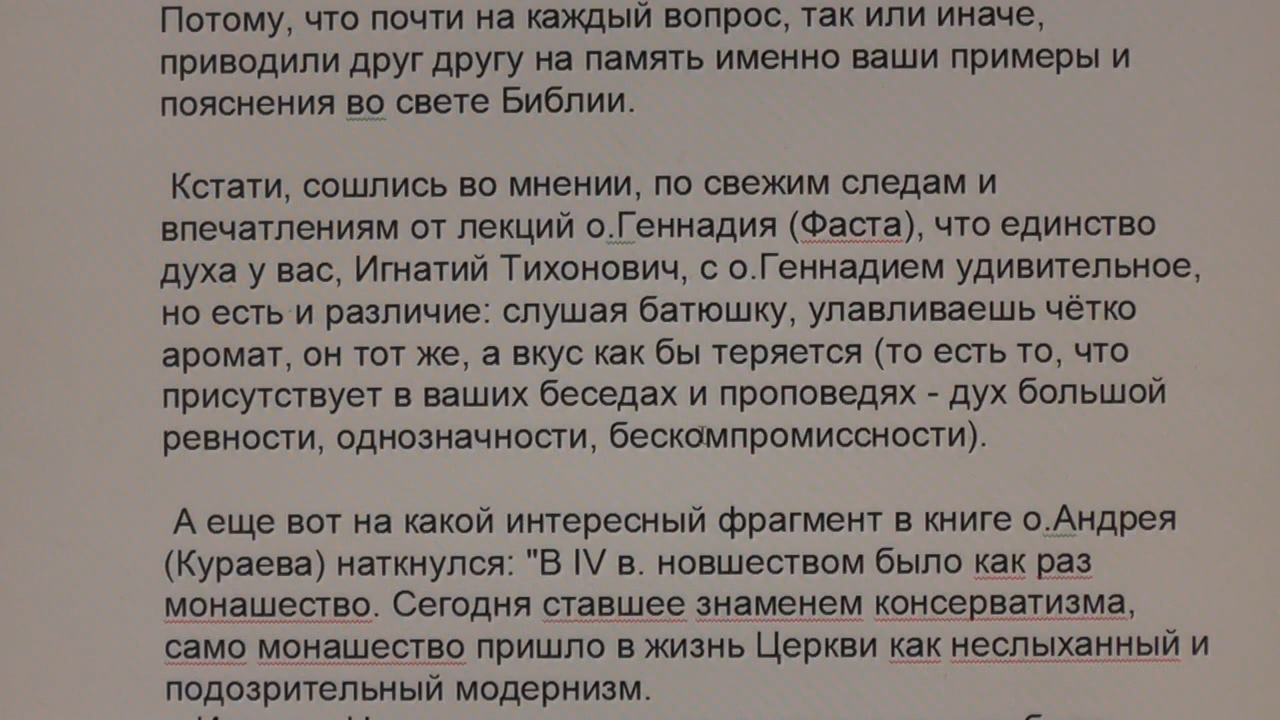 Потому, что почти на каждый вопрос, так или иначе,
приводили друг другу на память именно ваши примеры и
пояснения во свете Библии.
Кстати, сошлись во мнении, по свежим следам и
впечатлениям от лекций о.Геннадия (Фаста), что единство
духа у вас, Игнатий Тихонович, с о.Геннадием удивительное,
но есть и различие: слушая батюшку, улавливаешь чётко
аромат, он тот же, а вкус как бы теряется (то есть то, что
присутствует в ваших беседах и проповедях - дух большой
ревности, однозначности, бескомпромиссности).
А еще вот на какой интересный фрагмент в книге о.Андрея
(Кураева) наткнулся: "В IV в. новшеством было как раз
монашество. Сегодня ставшее знаменем консерватизма,
само монашество пришло в жизнь Церкви как неслыханный и
подозрительный модернизм.